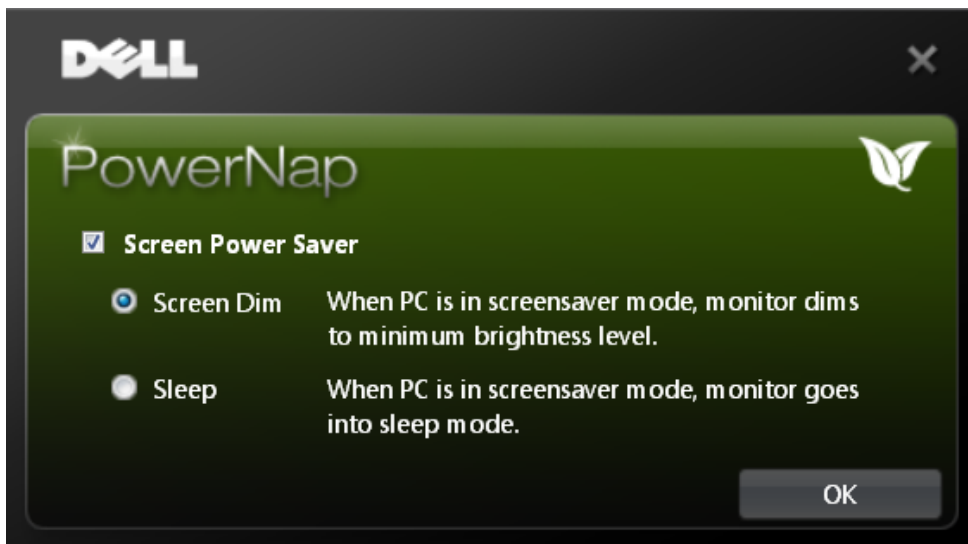 DELL
PowerNap
Screen Power Saver
Screen Dim When PC is in screensaver mode, monitor dims
to minimum brightness level.
Sleep When PC is in screensaver mode, monitor goes
into sleep mode.
OK